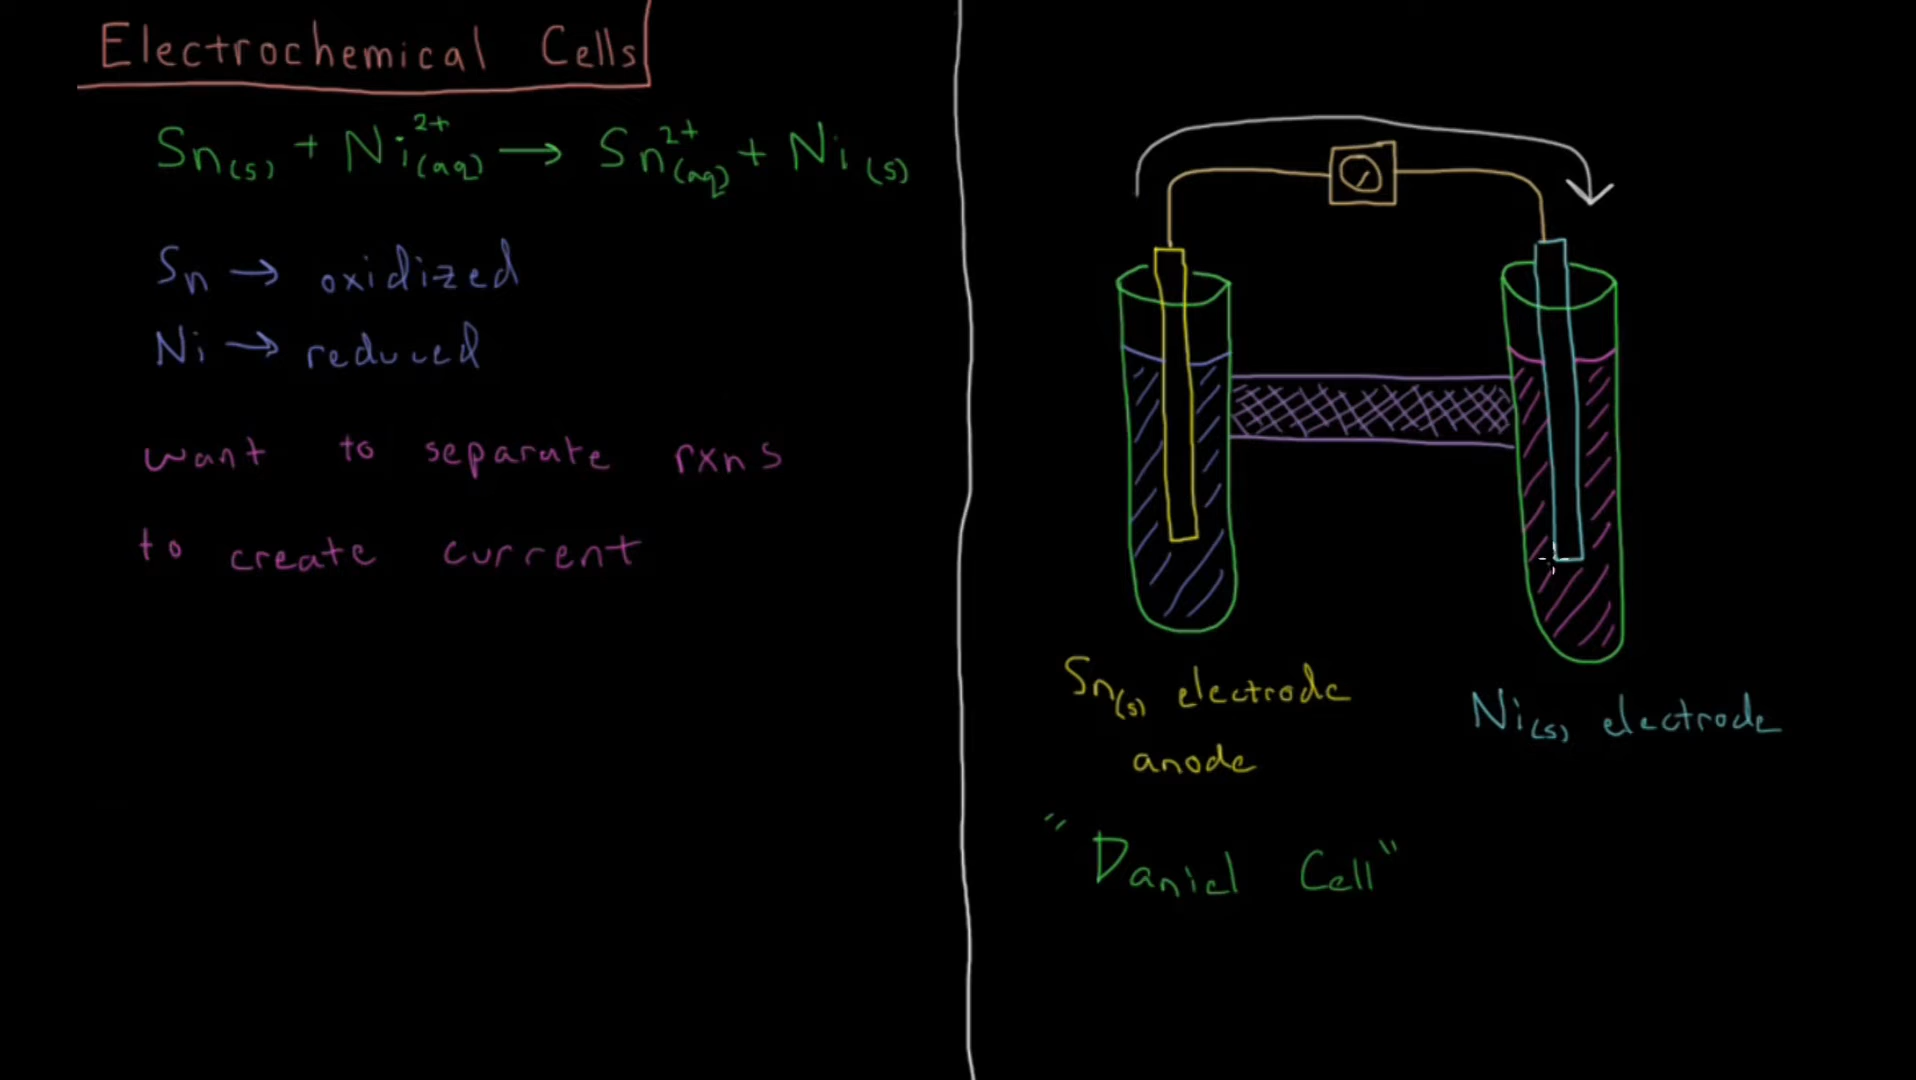 Electrochemical Cells
Sn(s) + Ni²⁺(aq) → Sn²⁺(aq) + Ni(s)
Sn → oxidized
Ni → reduced
want to separate rxns
to create current
Sn(s) electrode
anode
Ni(s) electrode
"Daniel Cell"